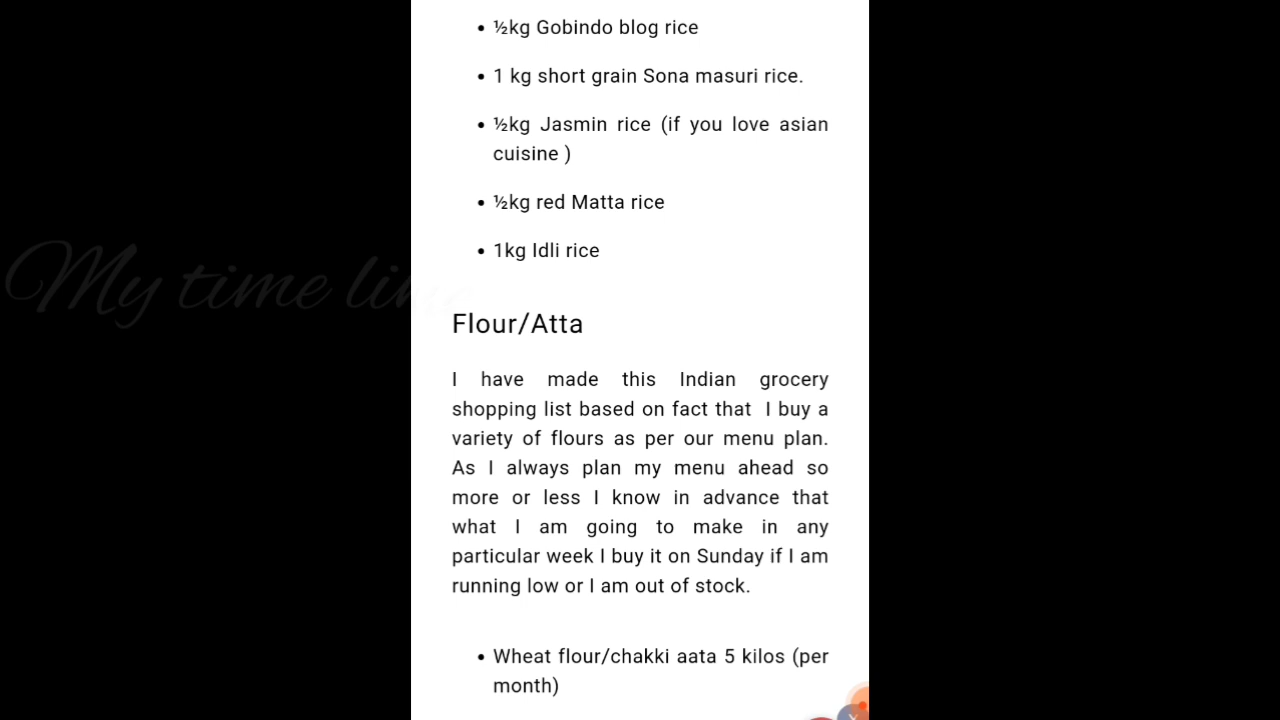 ½kg Gobindo blog rice
1 kg short grain Sona masuri rice.
½kg Jasmin rice (if you love asian
cuisine )
½kg red Matta rice
1kg Idli rice
My time line
Flour/Atta
I have made this Indian grocery
shopping list based on fact that I buy a
variety of flours as per our menu plan.
As I always plan my menu ahead so
more or less I know in advance that
what I am going to make in any
particular week I buy it on Sunday if I am
running low or I am out of stock.
Wheat flour/chakki aata 5 kilos (per
month)